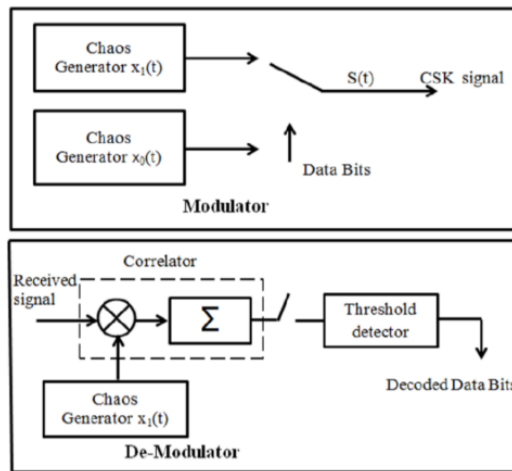 Chaos
Generator x₁(t)
S(t)
CSK signal
Chaos
Generator x₀(t)
Data Bits
Modulator
Correlator
Received
signal
Σ
Threshold
detector
Chaos
Generator x₁(t)
Decoded Data Bits
De-Modulator